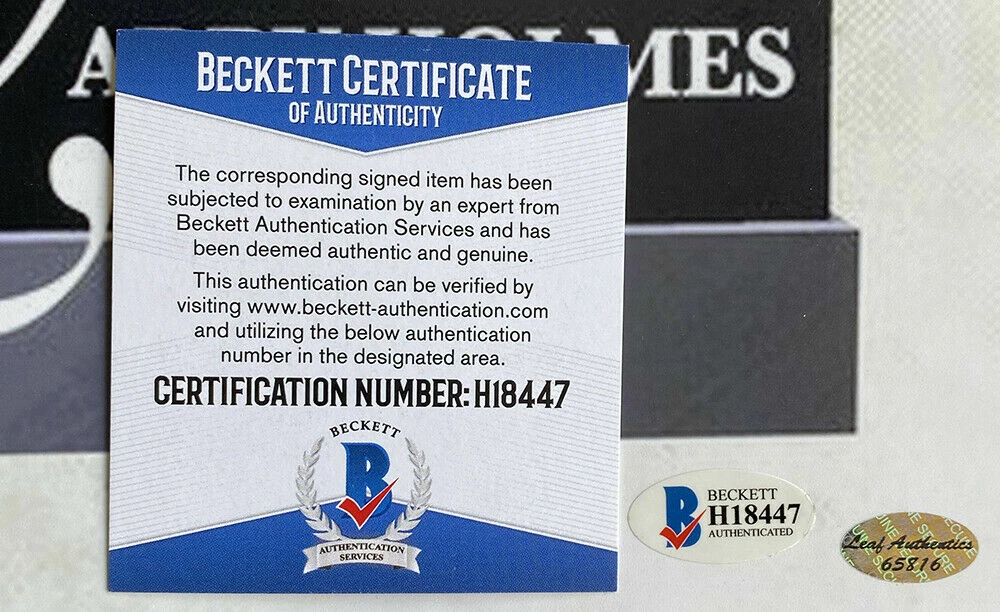 MES
BECKETT CERTIFICATE
OF AUTHENTICITY
The corresponding signed item has been
subjected to examination by an expert from
Beckett Authentication Services and has
been deemed authentic and genuine.
This authentication can be verified by
visiting www.beckett-authentication.com
and utilizing the below authentication
number in the designated area.
CERTIFICATION NUMBER: H18447
BECKETT
B
AUTHENTICATION
SERVICES
B
BECKETT
H18447
AUTHENTICATED
Leaf Authentics
65816